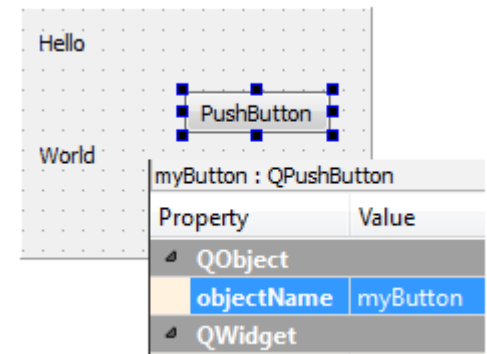 Hello
PushButton
World
myButton : QPushButton
Property Value
QObject
objectName myButton
QWidget